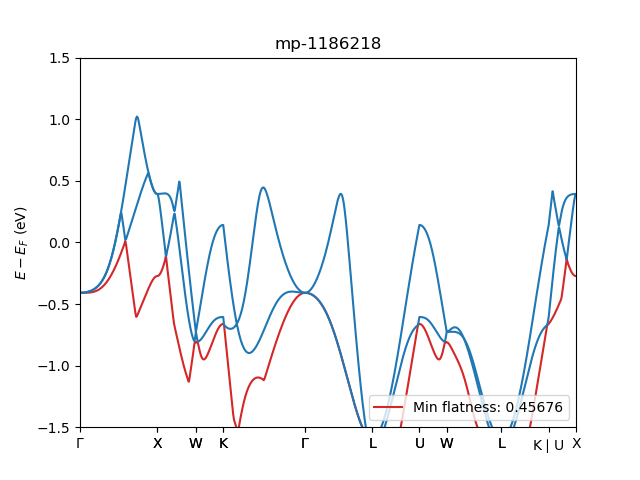 mp-1186218
E − E_F (eV)
1.5
1.0
0.5
0.0
−0.5
−1.0
−1.5
Min flatness: 0.45676
Γ X W K Γ L U W L K | U X